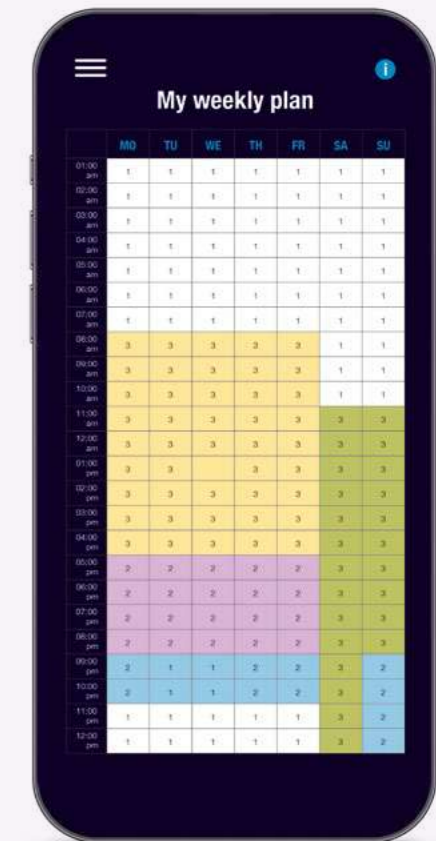 i
My weekly plan
MO TU WE TH FR SA SU
01:00 am 1 1 1 1 1 1 1
02:00 am 1 1 1 1 1 1 1
03:00 am 1 1 1 1 1 1 1
04:00 am 1 1 1 1 1 1 1
05:00 am 1 1 1 1 1 1 1
06:00 am 1 1 1 1 1 1 1
07:00 am 1 1 1 1 1 1 1
08:00 am 3 3 3 3 3 1 1
09:00 am 3 3 3 3 3 1 1
10:00 am 3 3 3 3 3 1 1
11:00 am 3 3 3 3 3 3 3
12:00 am 3 3 3 3 3 3 3
01:00 pm 3 3 3 3 3 3
02:00 pm 3 3 3 3 3 3 3
03:00 pm 3 3 3 3 3 3 3
04:00 pm 3 3 3 3 3 3 3
05:00 pm 2 2 2 2 2 3 3
06:00 pm 2 2 2 2 2 3 3
07:00 pm 2 2 2 2 2 3 3
08:00 pm 2 2 2 2 2 3 3
09:00 pm 2 1 1 2 2 3 2
10:00 pm 2 1 1 2 2 3 2
11:00 pm 1 1 1 1 1 3 2
12:00 pm 1 1 1 1 1 3 2